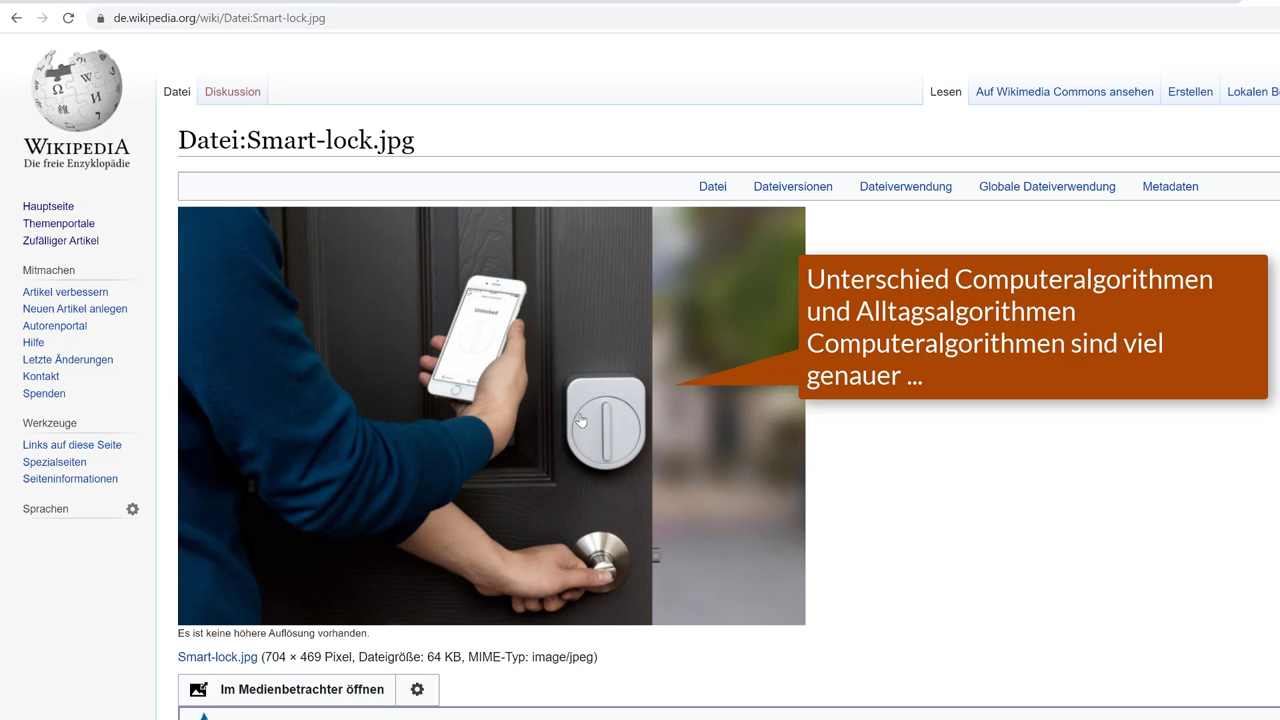 de.wikipedia.org/wiki/Datei:Smart-lock.jpg
WIKIPEDIA
Die freie Enzyklopädie
Datei
Diskussion
Lesen
Auf Wikimedia Commons ansehen
Erstellen
Lokalen
Datei:Smart-lock.jpg
Datei
Dateiversionen
Dateiverwendung
Globale Dateiverwendung
Metadaten
Hauptseite
Themenportale
Zufälliger Artikel
Mitmachen
Artikel verbessern
Neuen Artikel anlegen
Autorenportal
Hilfe
Letzte Änderungen
Kontakt
Spenden
Werkzeuge
Links auf diese Seite
Spezialseiten
Seiteninformationen
Sprachen
Unlocked
Unterschied Computeralgorithmen
und Alltagsalgorithmen
Computeralgorithmen sind viel
genauer ...
Es ist keine höhere Auflösung vorhanden.
Smart-lock.jpg (704 × 469 Pixel, Dateigröße: 64 KB, MIME-Typ: image/jpeg)
Im Medienbetrachter öffnen